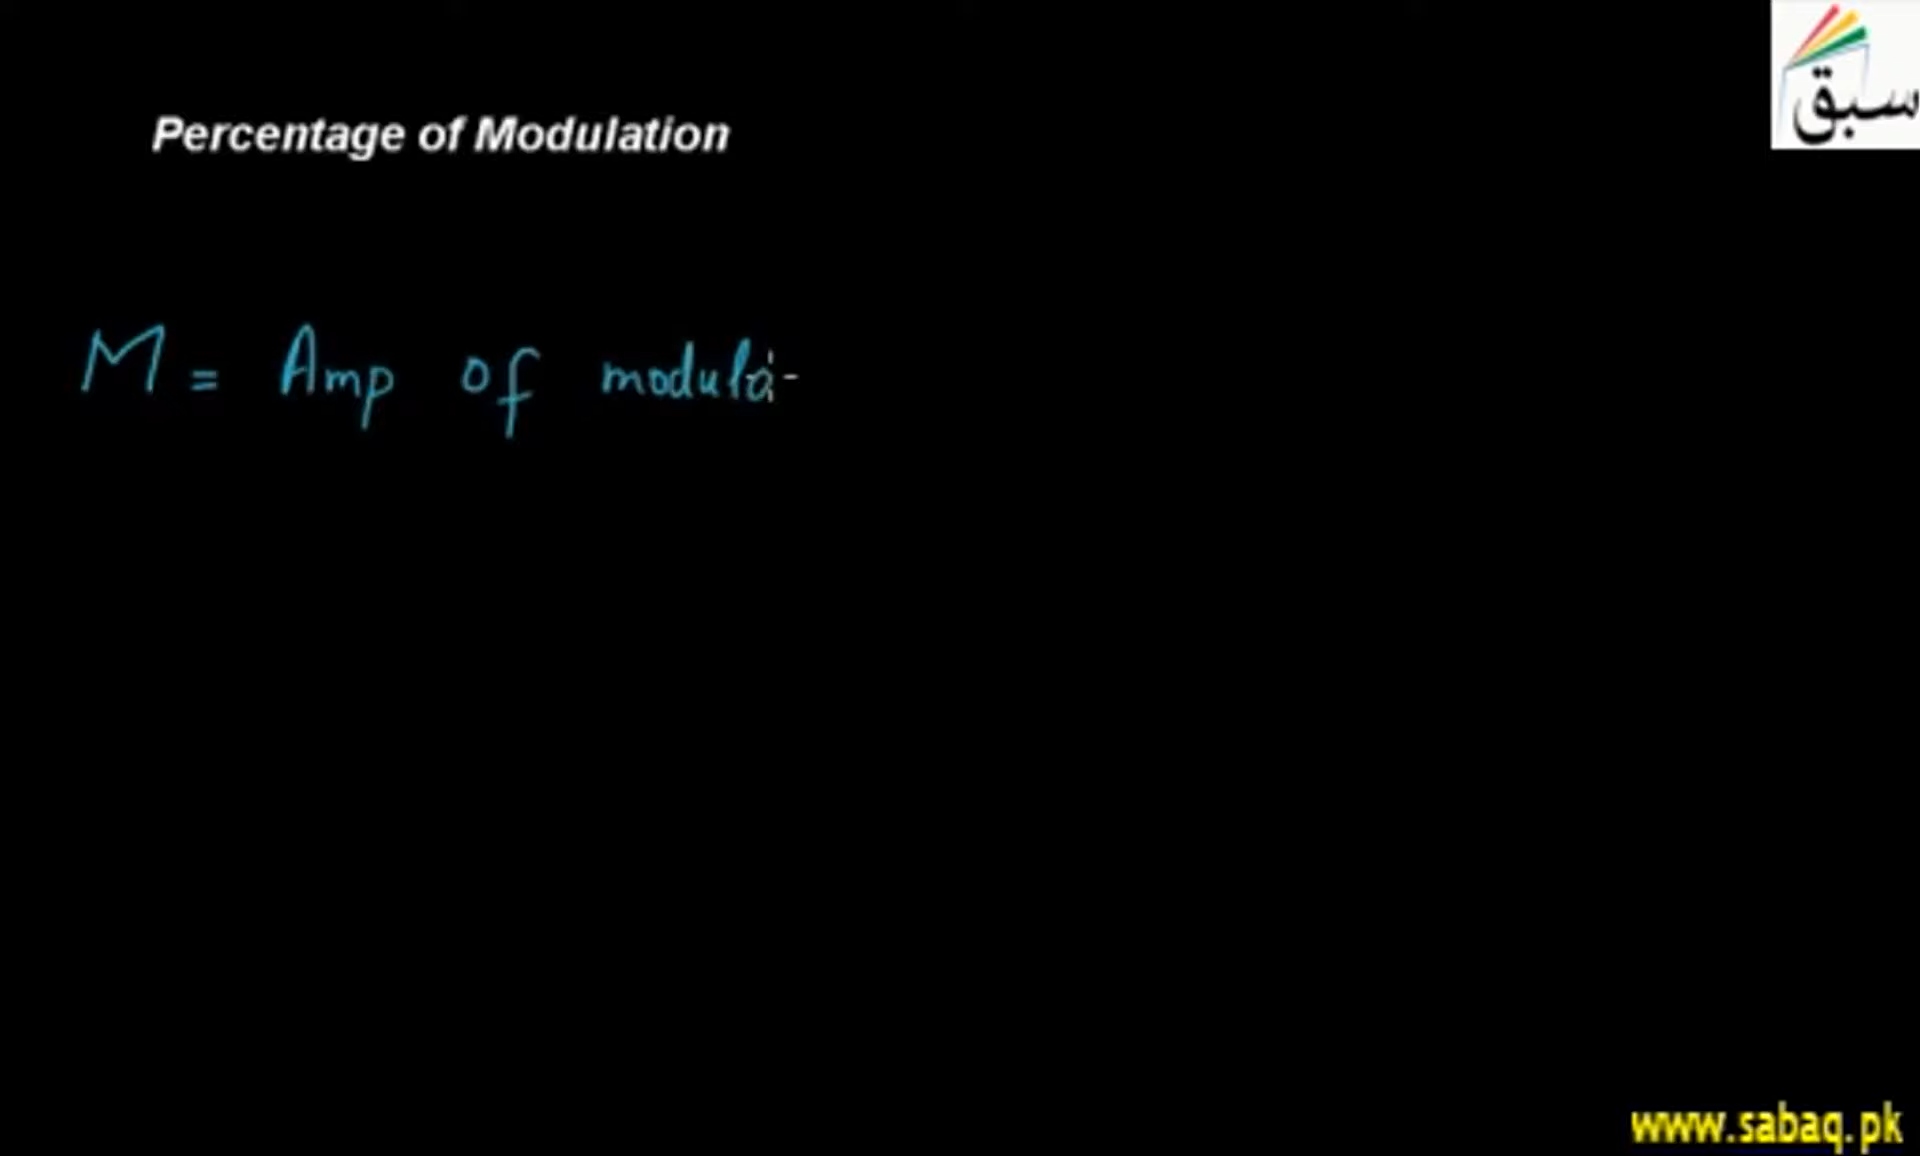 سبق
Percentage of Modulation
M = Amp of modula
www.sabaq.pk